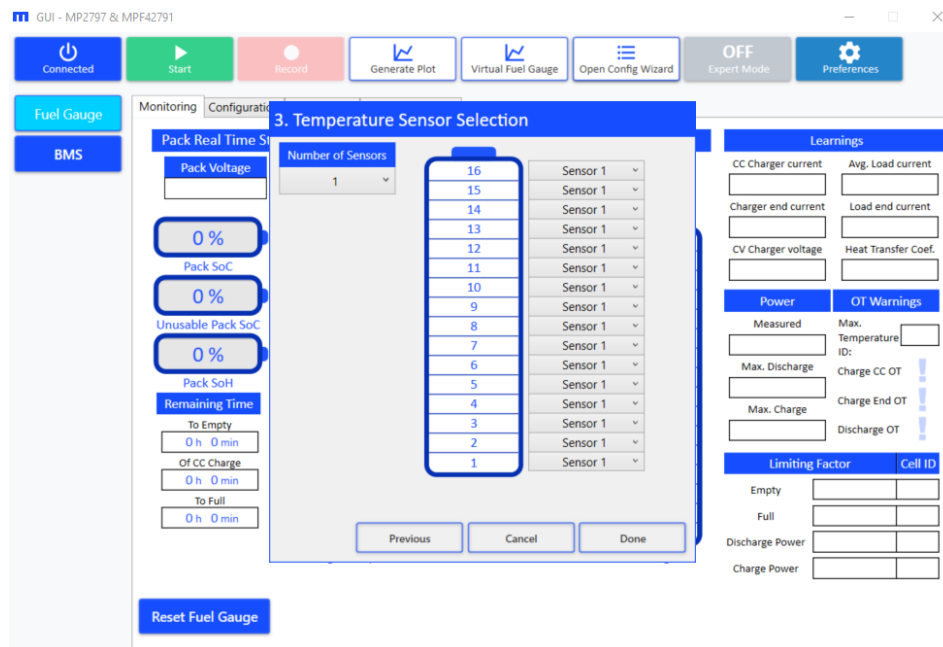 GUI - MP2797 & MPF42791
Connected
Start
Record
Generate Plot
Virtual Fuel Gauge
Open Config Wizard
OFF
Expert Mode
Preferences
Fuel Gauge
BMS
Monitoring
Pack Real Time
Pack Voltage
0 %
Pack SoC
0 %
Unusable Pack SoC
0 %
Pack SoH
Remaining Time
To Empty
0 h 0 min
Of CC Charge
0 h 0 min
To Full
0 h 0 min
Reset Fuel Gauge
3. Temperature Sensor Selection
Number of Sensors
1
16 Sensor 1
15 Sensor 1
14 Sensor 1
13 Sensor 1
12 Sensor 1
11 Sensor 1
10 Sensor 1
9 Sensor 1
8 Sensor 1
7 Sensor 1
6 Sensor 1
5 Sensor 1
4 Sensor 1
3 Sensor 1
2 Sensor 1
1 Sensor 1
Previous
Cancel
Done
Learnings
CC Charger current
Avg. Load current
Charger end current
Load end current
CV Charger voltage
Heat Transfer Coef.
Power
Measured
Max. Discharge
Max. Charge
OT Warnings
Max.
Temperature
ID:
Charge CC OT
Charge End OT
Discharge OT
Limiting Factor
Cell ID
Empty
Full
Discharge Power
Charge Power